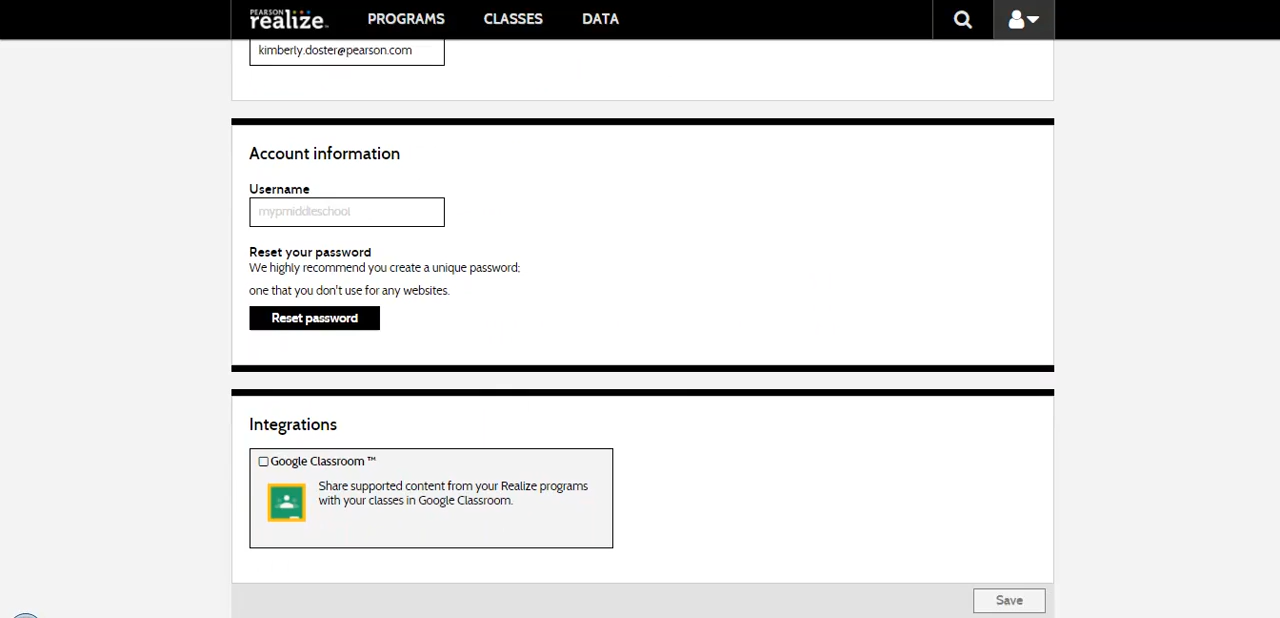 PEARSON
realize™
PROGRAMS CLASSES DATA
kimberly.doster@pearson.com
Account information
Username
mypmiddleschool
Reset your password
We highly recommend you create a unique password;
one that you don't use for any websites.
Reset password
Integrations
Google Classroom ™
Share supported content from your Realize programs
with your classes in Google Classroom.
Save